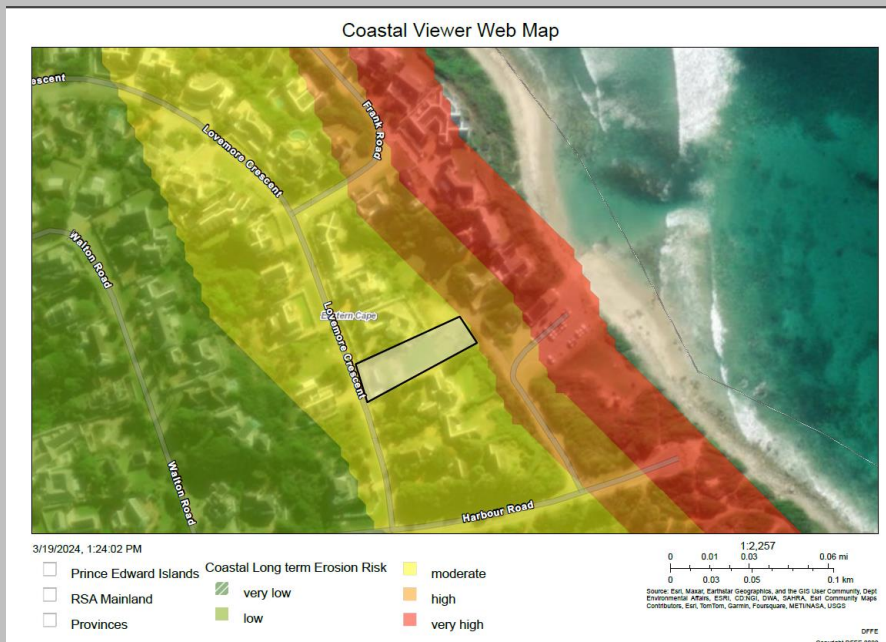 Coastal Viewer Web Map
escent
Lovemore Crescent
Frank Road
Walton Road
Lovemore Crescent
Eastern Cape
Walton Road
Harbour Road
3/19/2024, 1:24:02 PM
Prince Edward Islands
RSA Mainland
Provinces
Coastal Long term Erosion Risk
very low
low
moderate
high
very high
1:2,257
0 0.01 0.03 0.06 mi
0 0.03 0.05 0.1 km
Source: Esri, Maxar, Earthstar Geographics, and the GIS User Community, Dept
Environmental Affairs, ESRI, CD:NGI, DWA, SAHRA, Esri Community Maps
Contributors, Esri, TomTom, Garmin, Foursquare, METI/NASA, USGS
DFFE